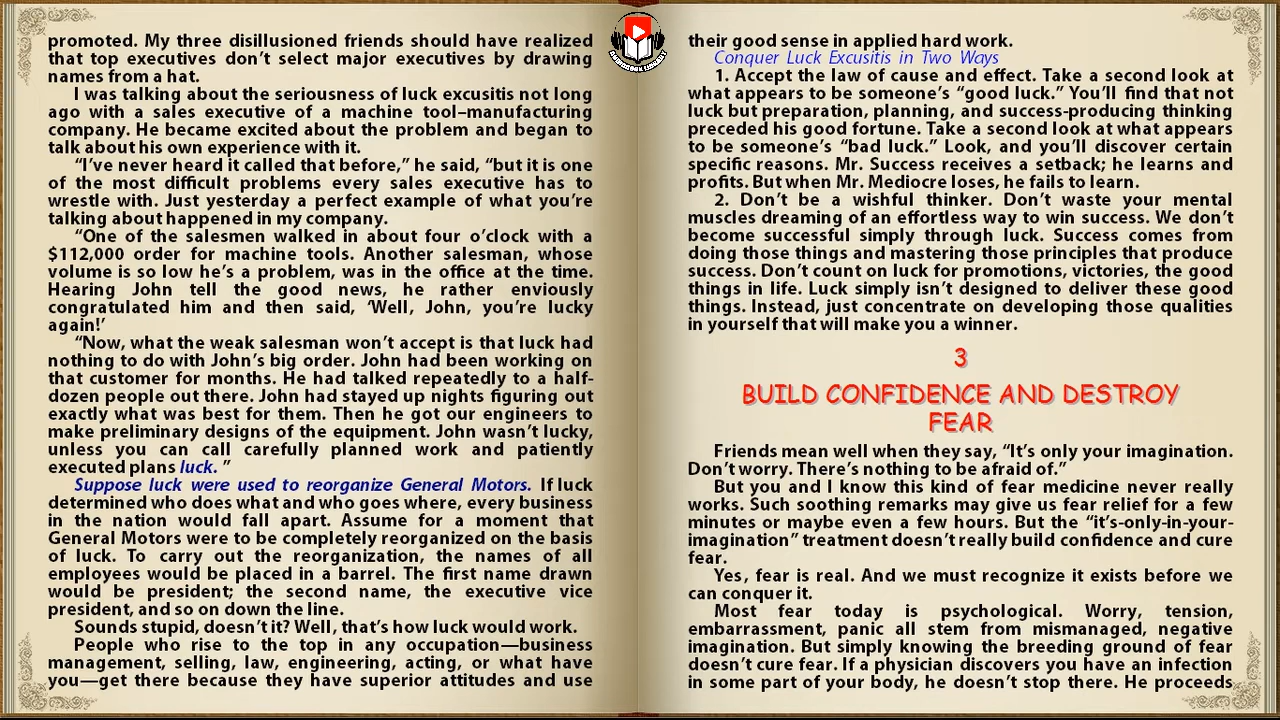 promoted. My three disillusioned friends should have realized
that top executives don't select major executives by drawing
names from a hat.
I was talking about the seriousness of luck excusitis not long
ago with a sales executive of a machine tool–manufacturing
company. He became excited about the problem and began to
talk about his own experience with it.
“I've never heard it called that before,” he said, “but it is one
of the most difficult problems every sales executive has to
wrestle with. Just yesterday a perfect example of what you're
talking about happened in my company.
“One of the salesmen walked in about four o'clock with a
$112,000 order for machine tools. Another salesman, whose
volume is so low he's a problem, was in the office at the time.
Hearing John tell the good news, he rather enviously
congratulated him and then said, ‘Well, John, you're lucky
again!’
“Now, what the weak salesman won't accept is that luck had
nothing to do with John's big order. John had been working on
that customer for months. He had talked repeatedly to a half-
dozen people out there. John had stayed up nights figuring out
exactly what was best for them. Then he got our engineers to
make preliminary designs of the equipment. John wasn't lucky,
unless you can call carefully planned work and patiently
executed plans luck. ”
Suppose luck were used to reorganize General Motors. If luck
determined who does what and who goes where, every business
in the nation would fall apart. Assume for a moment that
General Motors were to be completely reorganized on the basis
of luck. To carry out the reorganization, the names of all
employees would be placed in a barrel. The first name drawn
would be president; the second name, the executive vice
president, and so on down the line.
Sounds stupid, doesn't it? Well, that's how luck would work.
People who rise to the top in any occupation—business
management, selling, law, engineering, acting, or what have
you—get there because they have superior attitudes and use
their good sense in applied hard work.
Conquer Luck Excusitis in Two Ways
1. Accept the law of cause and effect. Take a second look at
what appears to be someone's “good luck.” You'll find that not
luck but preparation, planning, and success-producing thinking
preceded his good fortune. Take a second look at what appears
to be someone's “bad luck.” Look, and you'll discover certain
specific reasons. Mr. Success receives a setback; he learns and
profits. But when Mr. Mediocre loses, he fails to learn.
2. Don't be a wishful thinker. Don't waste your mental
muscles dreaming of an effortless way to win success. We don't
become successful simply through luck. Success comes from
doing those things and mastering those principles that produce
success. Don't count on luck for promotions, victories, the good
things in life. Luck simply isn't designed to deliver these good
things. Instead, just concentrate on developing those qualities
in yourself that will make you a winner.
3
BUILD CONFIDENCE AND DESTROY
FEAR
Friends mean well when they say, “It's only your imagination.
Don't worry. There's nothing to be afraid of.”
But you and I know this kind of fear medicine never really
works. Such soothing remarks may give us fear relief for a few
minutes or maybe even a few hours. But the “it's-only-in-your-
imagination” treatment doesn't really build confidence and cure
fear.
Yes, fear is real. And we must recognize it exists before we
can conquer it.
Most fear today is psychological. Worry, tension,
embarrassment, panic all stem from mismanaged, negative
imagination. But simply knowing the breeding ground of fear
doesn't cure fear. If a physician discovers you have an infection
in some part of your body, he doesn't stop there. He proceeds